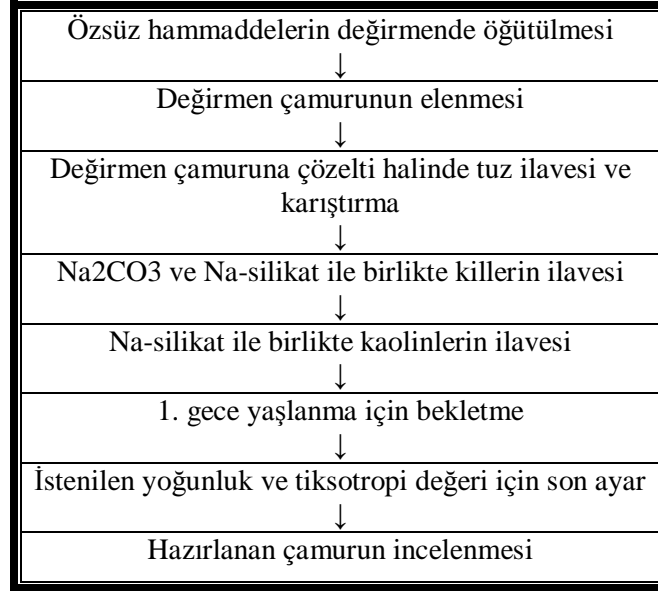 Özsüz hammaddelerin değirmende öğütülmesi
↓
Değirmen çamurunun elenmesi
↓
Değirmen çamuruna çözelti halinde tuz ilavesi ve
karıştırma
↓
Na2CO3 ve Na-silikat ile birlikte killerin ilavesi
↓
Na-silikat ile birlikte kaolinlerin ilavesi
↓
1. gece yaşlanma için bekletme
↓
İstenilen yoğunluk ve tiksotropi değeri için son ayar
↓
Hazırlanan çamurun incelenmesi